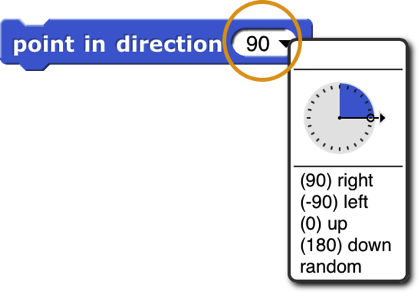 point in direction 90
(90) right
(-90) left
(0) up
(180) down
random